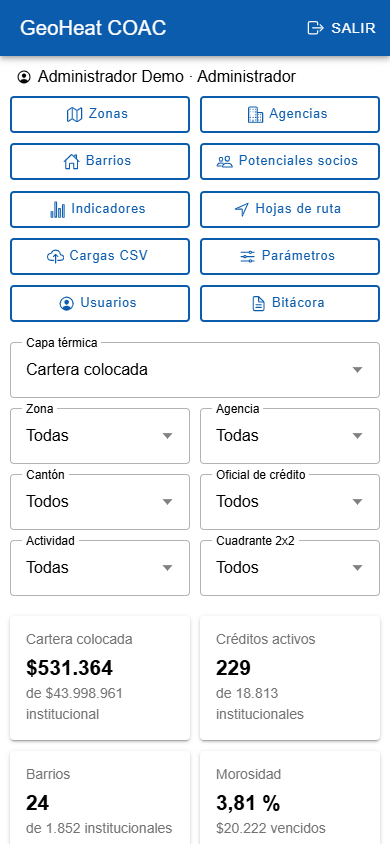 GeoHeat COAC
SALIR
Administrador Demo · Administrador
Zonas
Agencias
Barrios
Potenciales socios
Indicadores
Hojas de ruta
Cargas CSV
Parámetros
Usuarios
Bitácora
Capa térmica
Cartera colocada
Zona
Todas
Agencia
Todas
Cantón
Todos
Oficial de crédito
Todos
Actividad
Todas
Cuadrante 2x2
Todos
Cartera colocada
$531.364
de $43.998.961
institucional
Créditos activos
229
de 18.813
institucionales
Barrios
24
de 1.852 institucionales
Morosidad
3,81 %
$20.222 vencidos